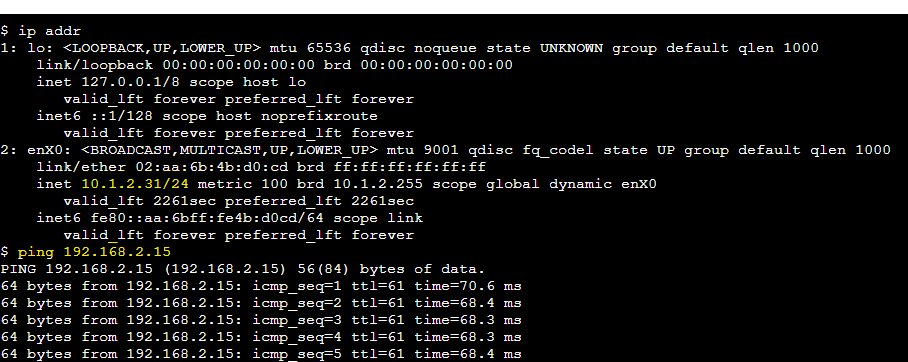 $ ip addr
1: lo: <LOOPBACK,UP,LOWER_UP> mtu 65536 qdisc noqueue state UNKNOWN group default qlen 1000
link/loopback 00:00:00:00:00:00 brd 00:00:00:00:00:00
inet 127.0.0.1/8 scope host lo
valid_lft forever preferred_lft forever
inet6 ::1/128 scope host noprefixroute
valid_lft forever preferred_lft forever
2: enX0: <BROADCAST,MULTICAST,UP,LOWER_UP> mtu 9001 qdisc fq_codel state UP group default qlen 1000
link/ether 02:aa:6b:4b:d0:cd brd ff:ff:ff:ff:ff:ff
inet 10.1.2.31/24 metric 100 brd 10.1.2.255 scope global dynamic enX0
valid_lft 2261sec preferred_lft 2261sec
inet6 fe80::aa:6bff:fe4b:d0cd/64 scope link
valid_lft forever preferred_lft forever
$ ping 192.168.2.15
PING 192.168.2.15 (192.168.2.15) 56(84) bytes of data.
64 bytes from 192.168.2.15: icmp_seq=1 ttl=61 time=70.6 ms
64 bytes from 192.168.2.15: icmp_seq=2 ttl=61 time=68.4 ms
64 bytes from 192.168.2.15: icmp_seq=3 ttl=61 time=68.3 ms
64 bytes from 192.168.2.15: icmp_seq=4 ttl=61 time=68.3 ms
64 bytes from 192.168.2.15: icmp_seq=5 ttl=61 time=68.4 ms